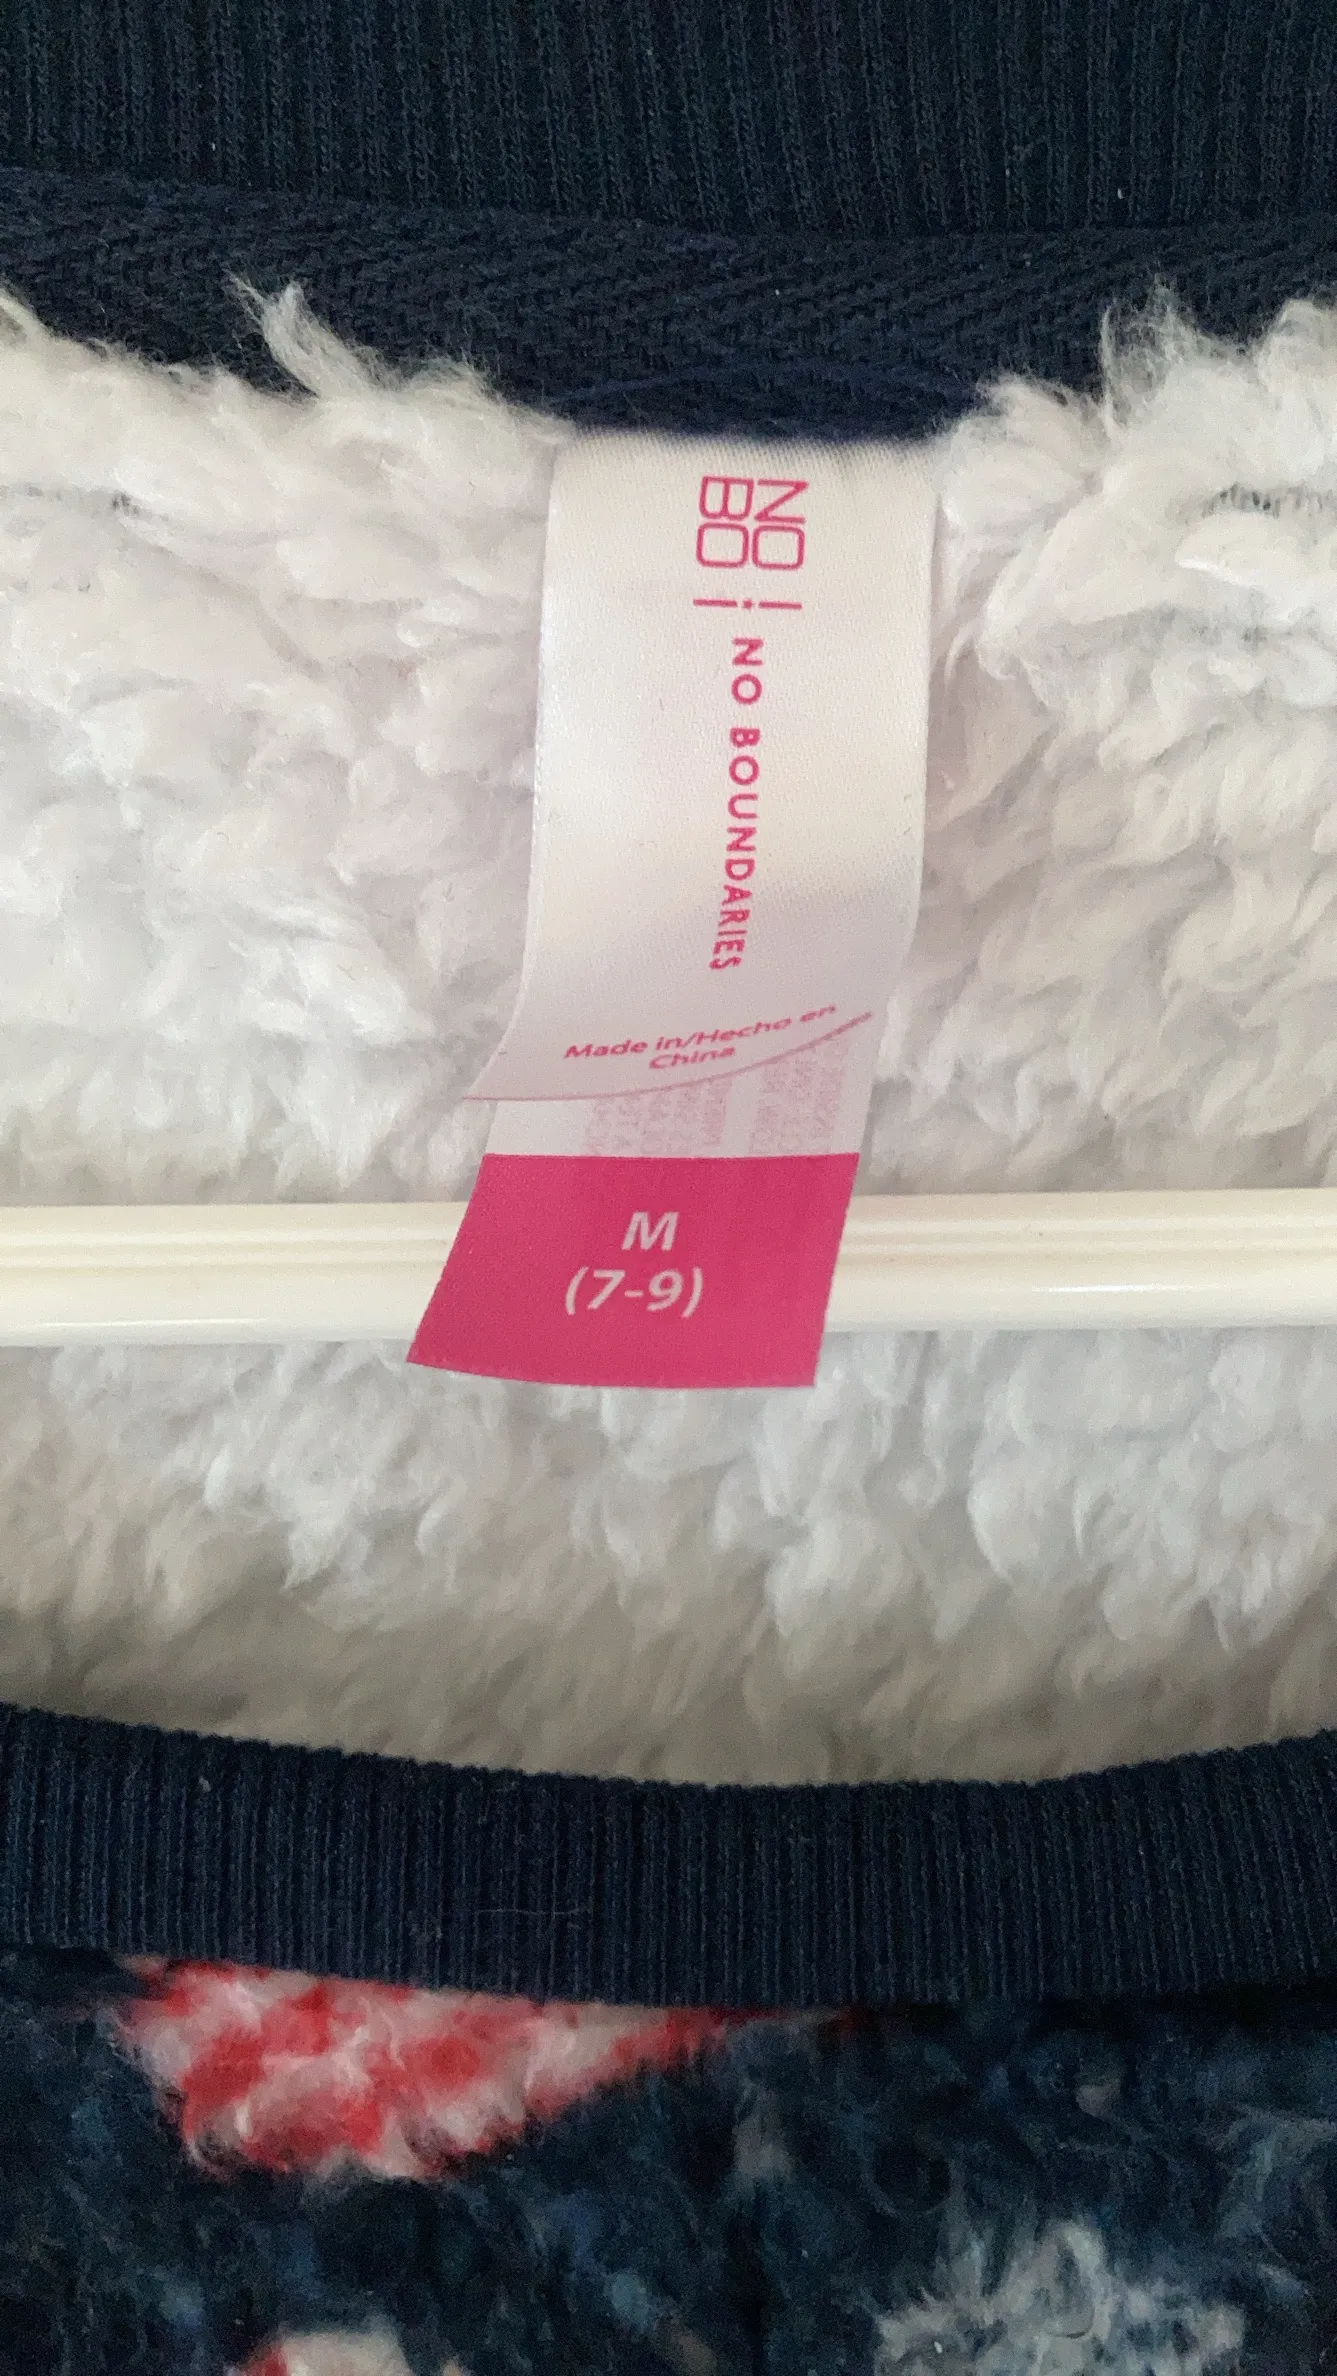 NO
BO
NO BOUNDARIES
Made in/Hecho en
China
M
(7-9)